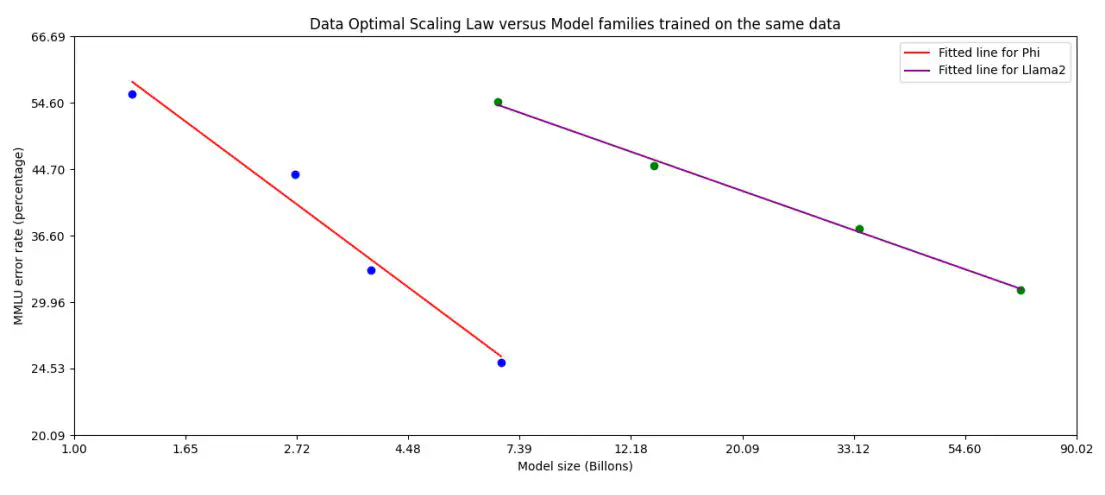 Data Optimal Scaling Law versus Model families trained on the same data
Fitted line for Phi
Fitted line for Llama2
66.69
54.60
44.70
36.60
29.96
24.53
20.09
MMLU error rate (percentage)
1.00 1.65 2.72 4.48 7.39 12.18 20.09 33.12 54.60 90.02
Model size (Billons)